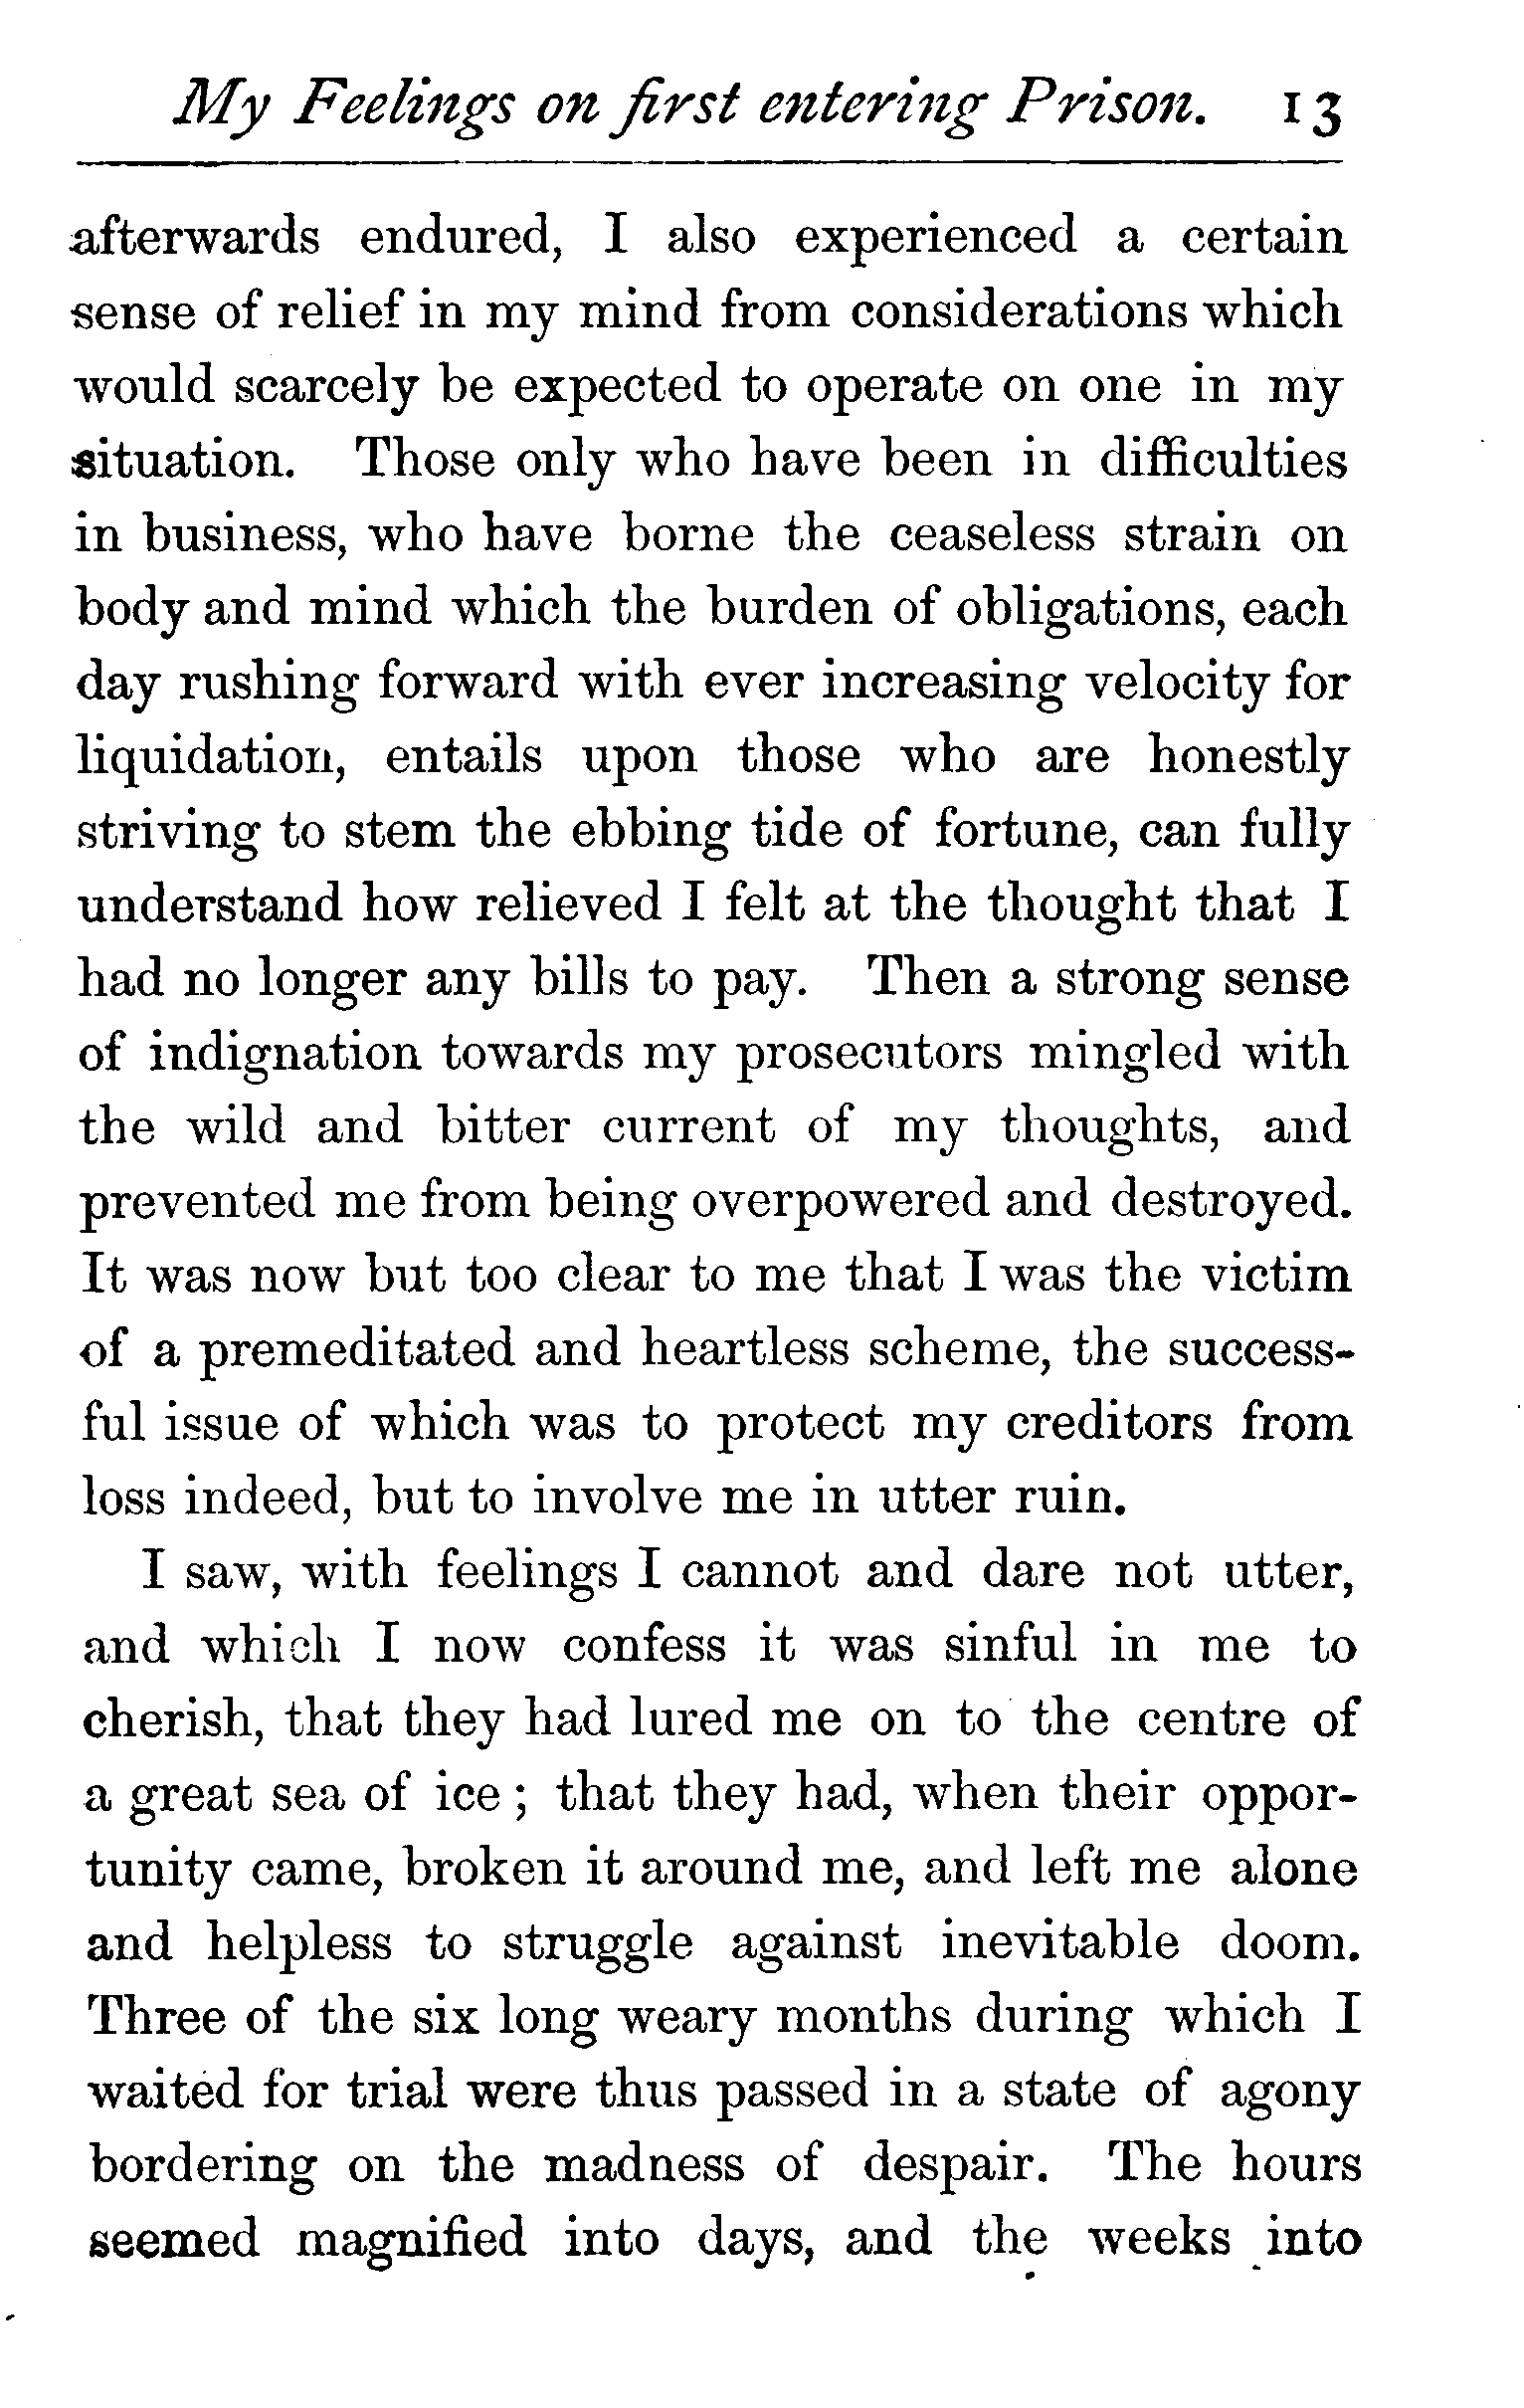 My Feelings on first entering Prison. 13
afterwards endured, I also experienced a certain
sense of relief in my mind from considerations which
would scarcely be expected to operate on one in my
situation. Those only who have been in difficulties
in business, who have borne the ceaseless strain on
body and mind which the burden of obligations, each
day rushing forward with ever increasing velocity for
liquidation, entails upon those who are honestly
striving to stem the ebbing tide of fortune, can fully
understand how relieved I felt at the thought that I
had no longer any bills to pay. Then a strong sense
of indignation towards my prosecutors mingled with
the wild and bitter current of my thoughts, and
prevented me from being overpowered and destroyed.
It was now but too clear to me that I was the victim
of a premeditated and heartless scheme, the success-
ful issue of which was to protect my creditors from
loss indeed, but to involve me in utter ruin.
I saw, with feelings I cannot and dare not utter,
and which I now confess it was sinful in me to
cherish, that they had lured me on to the centre of
a great sea of ice ; that they had, when their oppor-
tunity came, broken it around me, and left me alone
and helpless to struggle against inevitable doom.
Three of the six long weary months during which I
waited for trial were thus passed in a state of agony
bordering on the madness of despair. The hours
seemed magnified into days, and the weeks into